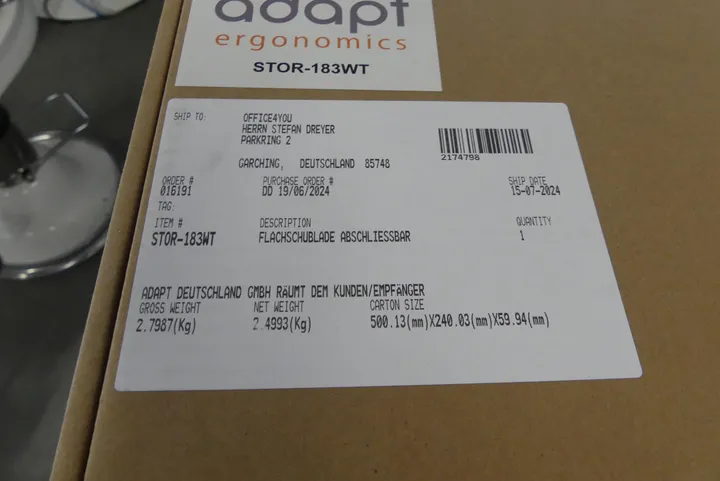 adapt
ergonomics
STOR-183WT
SHIP TO: OFFICE4YOU
HERRN STEFAN DREYER
PARKRING 2
GARCHING, DEUTSCHLAND 85748
2174798
ORDER # PURCHASE ORDER # SHIP DATE
016191 DD 19/06/2024 15-07-2024
TAG:
ITEM # DESCRIPTION QUANTITY
STOR-183WT FLACHSCHUBLADE ABSCHLIESSBAR 1
ADAPT DEUTSCHLAND GMBH RÄUMT DEM KUNDEN/EMPFÄNGER
GROSS WEIGHT NET WEIGHT CARTON SIZE
2.7987(Kg) 2.4993(Kg) 500.13(mm)X240.03(mm)X59.94(mm)